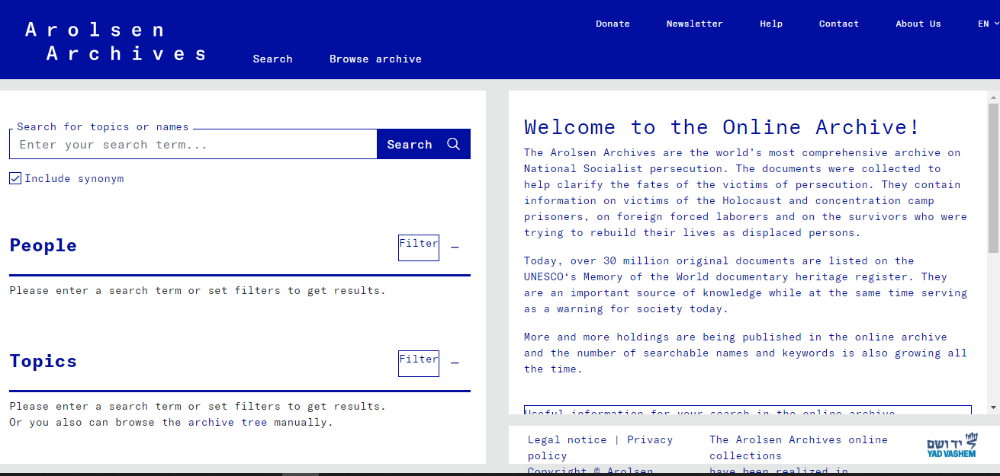 Arolsen
Archives
Donate
Newsletter
Help
Contact
About Us
EN
Search
Browse archive
Search for topics or names
Enter your search term...
Search
Include synonym
People
Filter
Please enter a search term or set filters to get results.
Topics
Filter
Please enter a search term or set filters to get results.
Or you also can browse the archive tree manually.
Welcome to the Online Archive!
The Arolsen Archives are the world’s most comprehensive archive on
National Socialist persecution. The documents were collected to
help clarify the fates of the victims of persecution. They contain
information on victims of the Holocaust and concentration camp
prisoners, on foreign forced laborers and on the survivors who were
trying to rebuild their lives as displaced persons.
Today, over 30 million original documents are listed on the
UNESCO‘s Memory of the World documentary heritage register. They
are an important source of knowledge while at the same time serving
as a warning for society today.
More and more holdings are being published in the online archive
and the number of searchable names and keywords is also growing all
the time.
Useful information for your search in the online archive
Legal notice | Privacy
policy
Copyright © Arolsen
The Arolsen Archives online
collections
have been realized in
יד ושם
YAD VASHEM